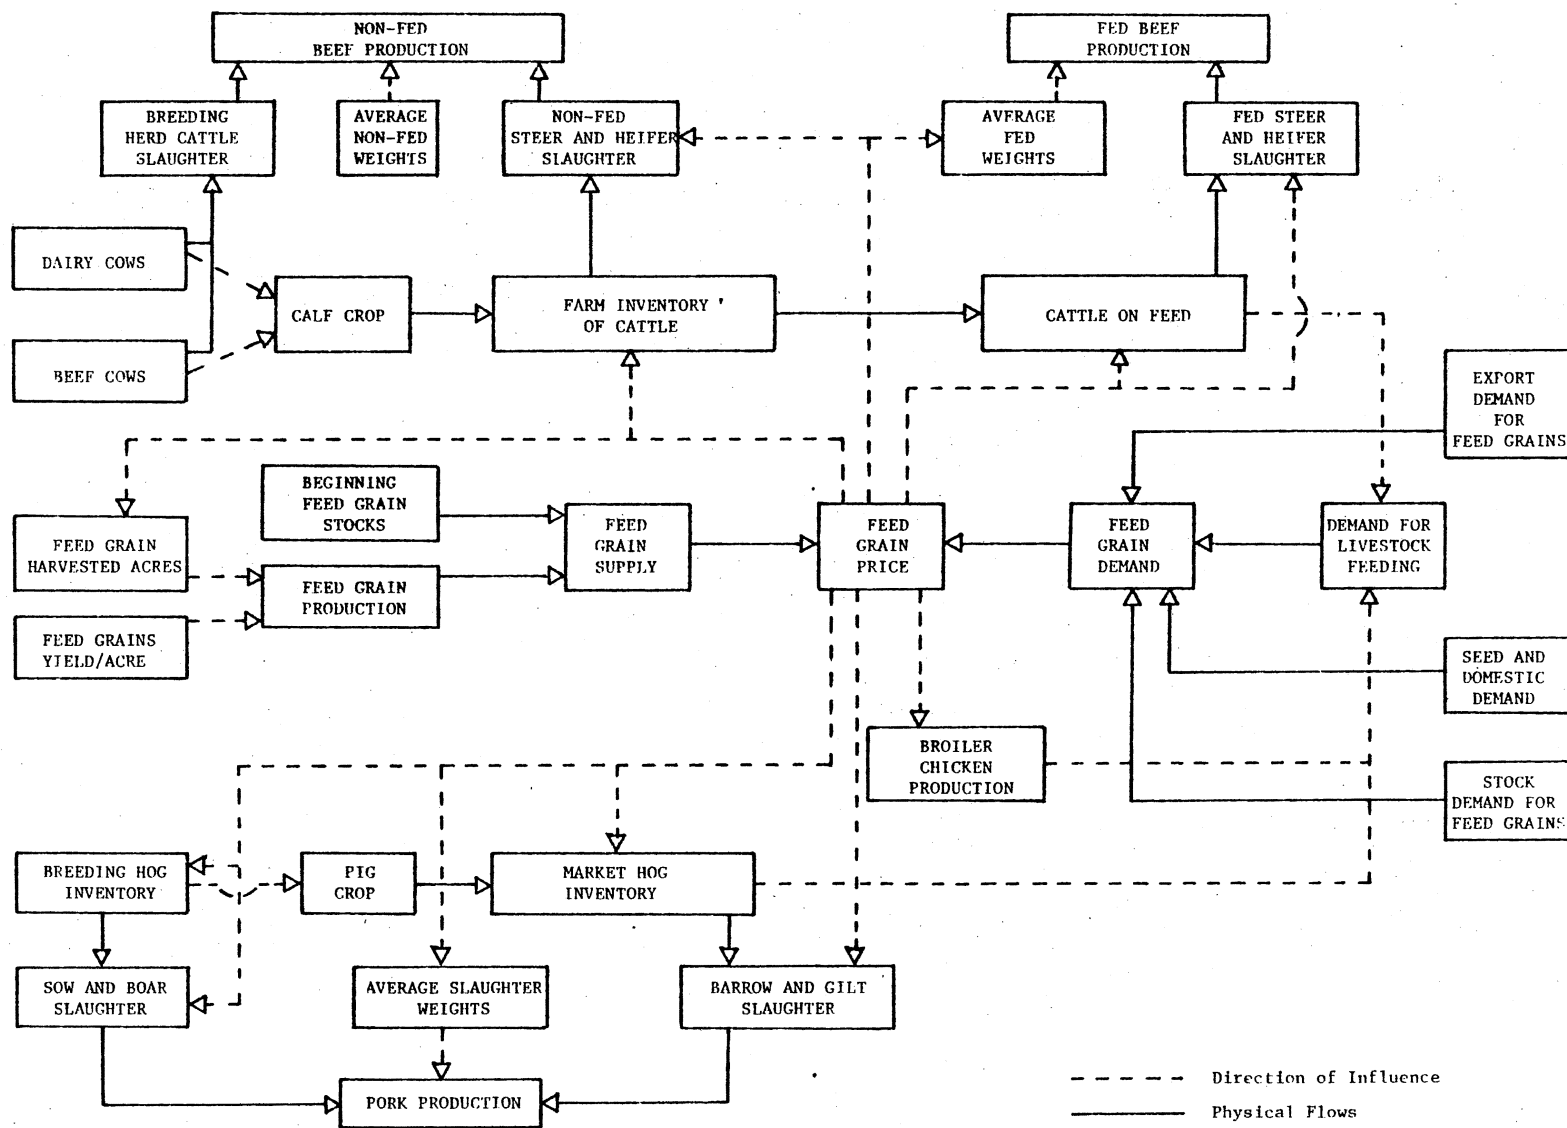 NON-FED
BEEF PRODUCTION
FED BEEF
PRODUCTION
BREEDING
HERD CATTLE
SLAUGHTER
AVERAGE
NON-FED
WEIGHTS
NON-FED
STEER AND HEIFER
SLAUGHTER
AVERAGE
FED
WEIGHTS
FED STEER
AND HEIFER
SLAUGHTER
DAIRY COWS
CALF CROP
FARM INVENTORY '
OF CATTLE
CATTLE ON FEED
BEEF COWS
EXPORT
DEMAND
FOR
FEED GRAINS
BEGINNING
FEED GRAIN
STOCKS
FEED GRAIN
HARVESTED ACRES
FEED GRAIN
PRODUCTION
FEED
GRAIN
SUPPLY
FEED
GRAIN
PRICE
FEED
GRAIN
DEMAND
DEMAND FOR
LIVESTOCK
FEEDING
FEED GRAINS
YIELD/ACRE
SEED AND
DOMESTIC
DEMAND
BROILER
CHICKEN
PRODUCTION
STOCK
DEMAND FOR
FEED GRAINS
BREEDING HOG
INVENTORY
PIG
CROP
MARKET HOG
INVENTORY
SOW AND BOAR
SLAUGHTER
AVERAGE SLAUGHTER
WEIGHTS
BARROW AND GILT
SLAUGHTER
PORK PRODUCTION
Direction of Influence
Physical Flows